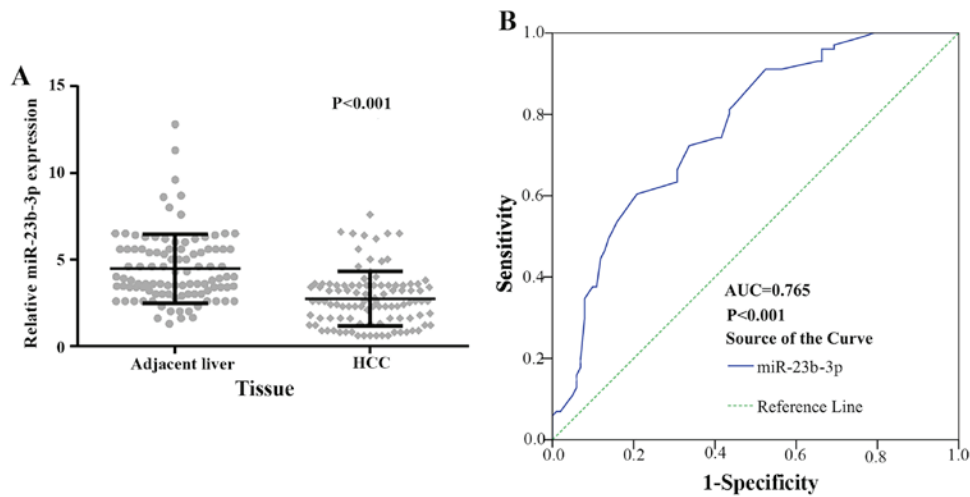 A
Relative miR-23b-3p expression
15
10
5
0
P<0.001
Adjacent liver
HCC
Tissue
B
Sensitivity
1.0
0.8
0.6
0.4
0.2
0.0
AUC=0.765
P<0.001
Source of the Curve
miR-23b-3p
Reference Line
0.0 0.2 0.4 0.6 0.8 1.0
1-Specificity